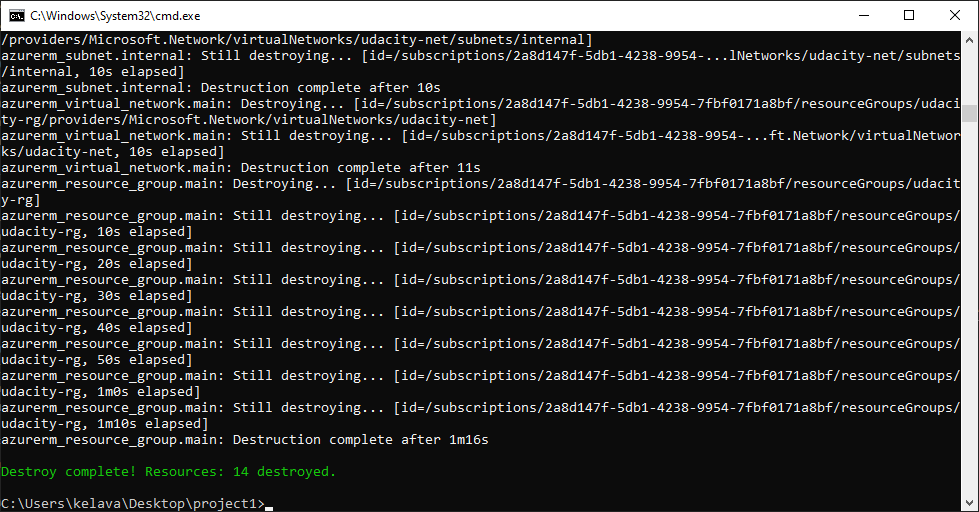 C:\Windows\System32\cmd.exe
/providers/Microsoft.Network/virtualNetworks/udacity-net/subnets/internal]
azurerm_subnet.internal: Still destroying... [id=/subscriptions/2a8d147f-5db1-4238-9954-...lNetworks/udacity-net/subnets
/internal, 10s elapsed]
azurerm_subnet.internal: Destruction complete after 10s
azurerm_virtual_network.main: Destroying... [id=/subscriptions/2a8d147f-5db1-4238-9954-7fbf0171a8bf/resourceGroups/udaci
ty-rg/providers/Microsoft.Network/virtualNetworks/udacity-net]
azurerm_virtual_network.main: Still destroying... [id=/subscriptions/2a8d147f-5db1-4238-9954-...ft.Network/virtualNetwor
ks/udacity-net, 10s elapsed]
azurerm_virtual_network.main: Destruction complete after 11s
azurerm_resource_group.main: Destroying... [id=/subscriptions/2a8d147f-5db1-4238-9954-7fbf0171a8bf/resourceGroups/udacit
y-rg]
azurerm_resource_group.main: Still destroying... [id=/subscriptions/2a8d147f-5db1-4238-9954-7fbf0171a8bf/resourceGroups/
udacity-rg, 10s elapsed]
azurerm_resource_group.main: Still destroying... [id=/subscriptions/2a8d147f-5db1-4238-9954-7fbf0171a8bf/resourceGroups/
udacity-rg, 20s elapsed]
azurerm_resource_group.main: Still destroying... [id=/subscriptions/2a8d147f-5db1-4238-9954-7fbf0171a8bf/resourceGroups/
udacity-rg, 30s elapsed]
azurerm_resource_group.main: Still destroying... [id=/subscriptions/2a8d147f-5db1-4238-9954-7fbf0171a8bf/resourceGroups/
udacity-rg, 40s elapsed]
azurerm_resource_group.main: Still destroying... [id=/subscriptions/2a8d147f-5db1-4238-9954-7fbf0171a8bf/resourceGroups/
udacity-rg, 50s elapsed]
azurerm_resource_group.main: Still destroying... [id=/subscriptions/2a8d147f-5db1-4238-9954-7fbf0171a8bf/resourceGroups/
udacity-rg, 1m0s elapsed]
azurerm_resource_group.main: Still destroying... [id=/subscriptions/2a8d147f-5db1-4238-9954-7fbf0171a8bf/resourceGroups/
udacity-rg, 1m10s elapsed]
azurerm_resource_group.main: Destruction complete after 1m16s
Destroy complete! Resources: 14 destroyed.
C:\Users\kelava\Desktop\project1>